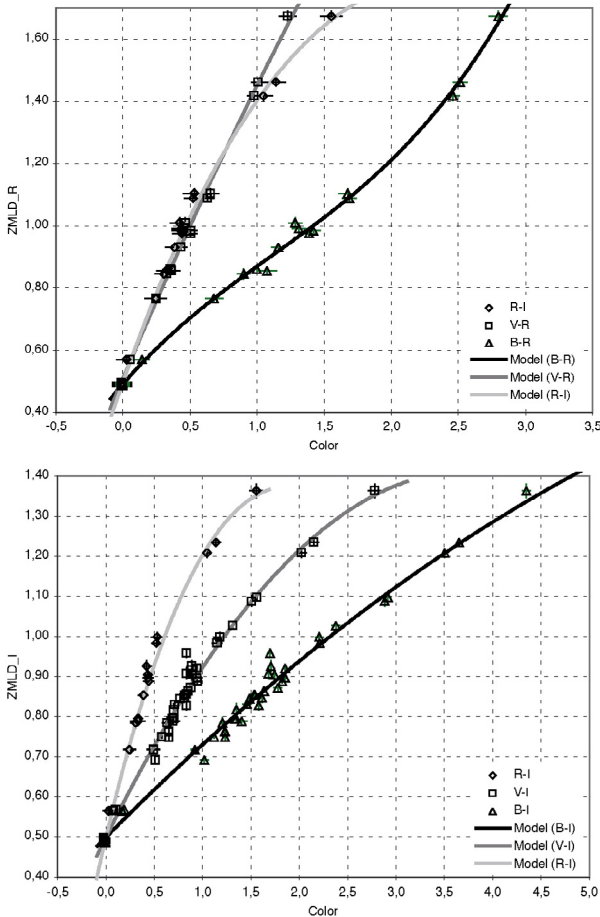 1,60
1,40
1,20
1,00
0,80
0,60
0,40
ZMLD_R
-0,5 0,0 0,5 1,0 1,5 2,0 2,5 3,0 3,5
Color
R-I
V-R
B-R
Model (B-R)
Model (V-R)
Model (R-I)
1,40
1,30
1,20
1,10
1,00
0,90
0,80
0,70
0,60
0,50
0,40
ZMLD_I
-0,5 0,0 0,5 1,0 1,5 2,0 2,5 3,0 3,5 4,0 4,5 5,0
Color
R-I
V-I
B-I
Model (B-I)
Model (V-I)
Model (R-I)